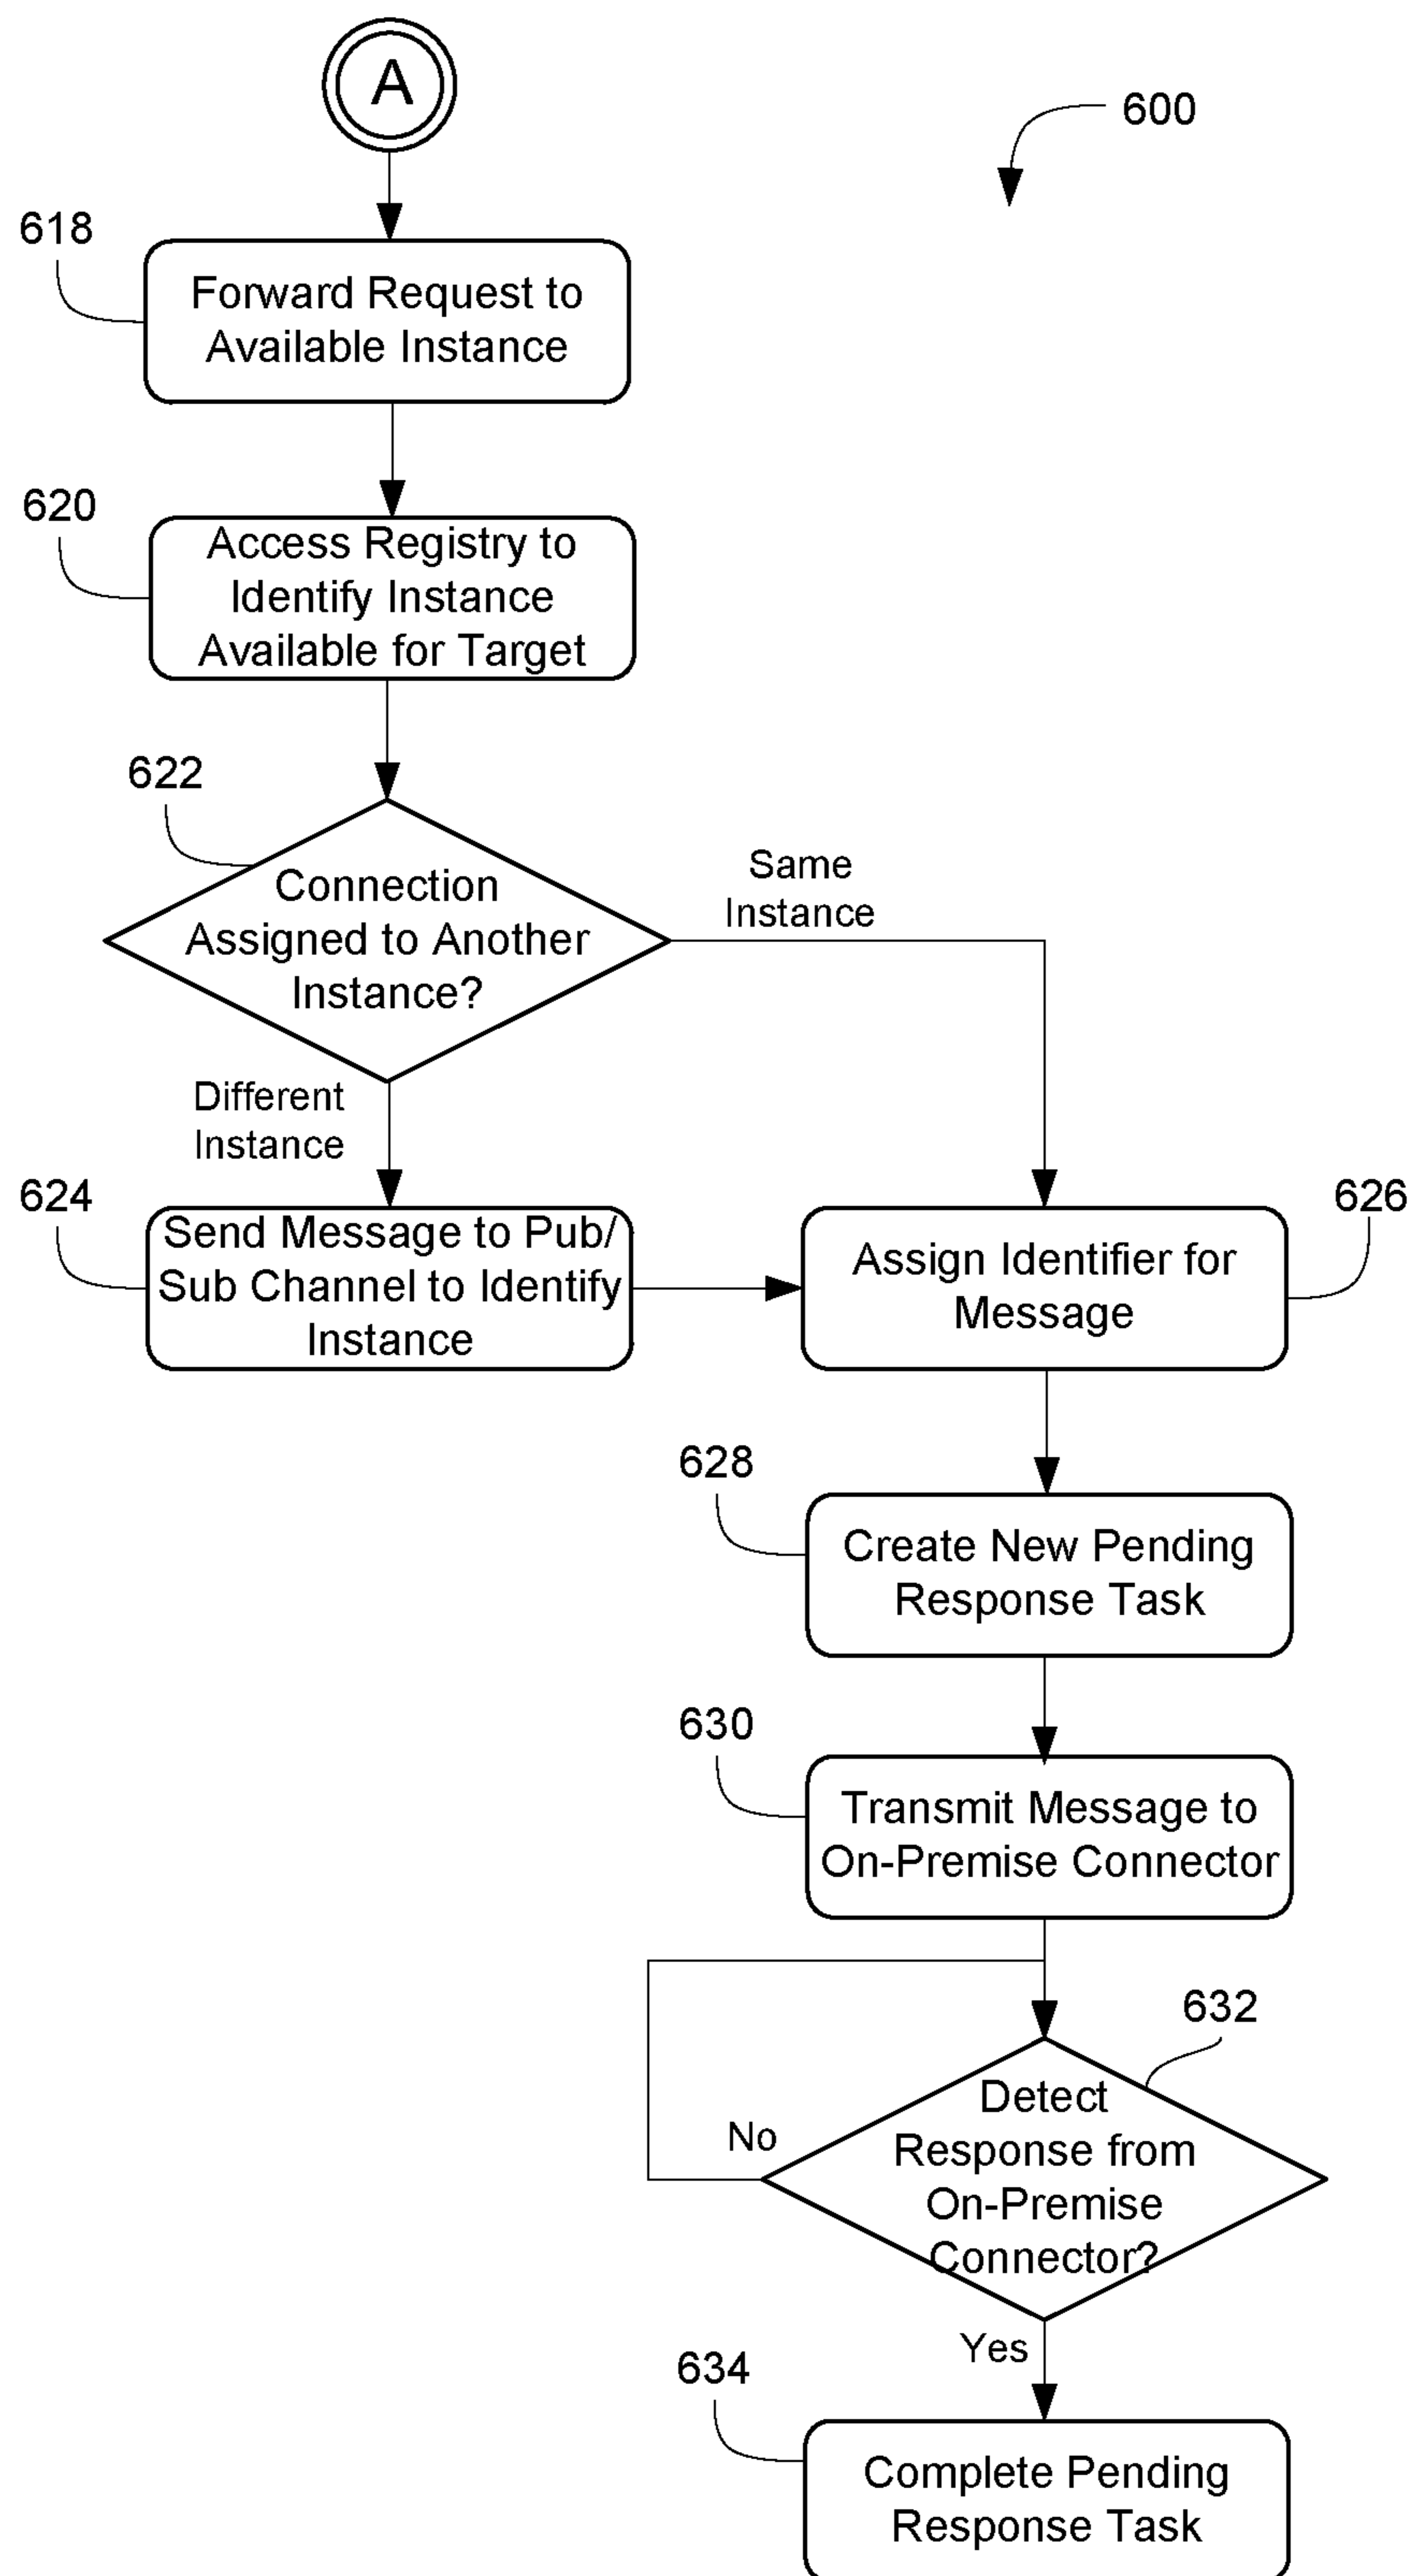 A
600
618
Forward Request to
Available Instance
620
Access Registry to
Identify Instance
Available for Target
622
Connection
Assigned to Another
Instance?
Same
Instance
Different
Instance
624
Send Message to Pub/
Sub Channel to Identify
Instance
626
Assign Identifier for
Message
628
Create New Pending
Response Task
630
Transmit Message to
On-Premise Connector
632
Detect
Response from
On-Premise
Connector?
No
Yes
634
Complete Pending
Response Task